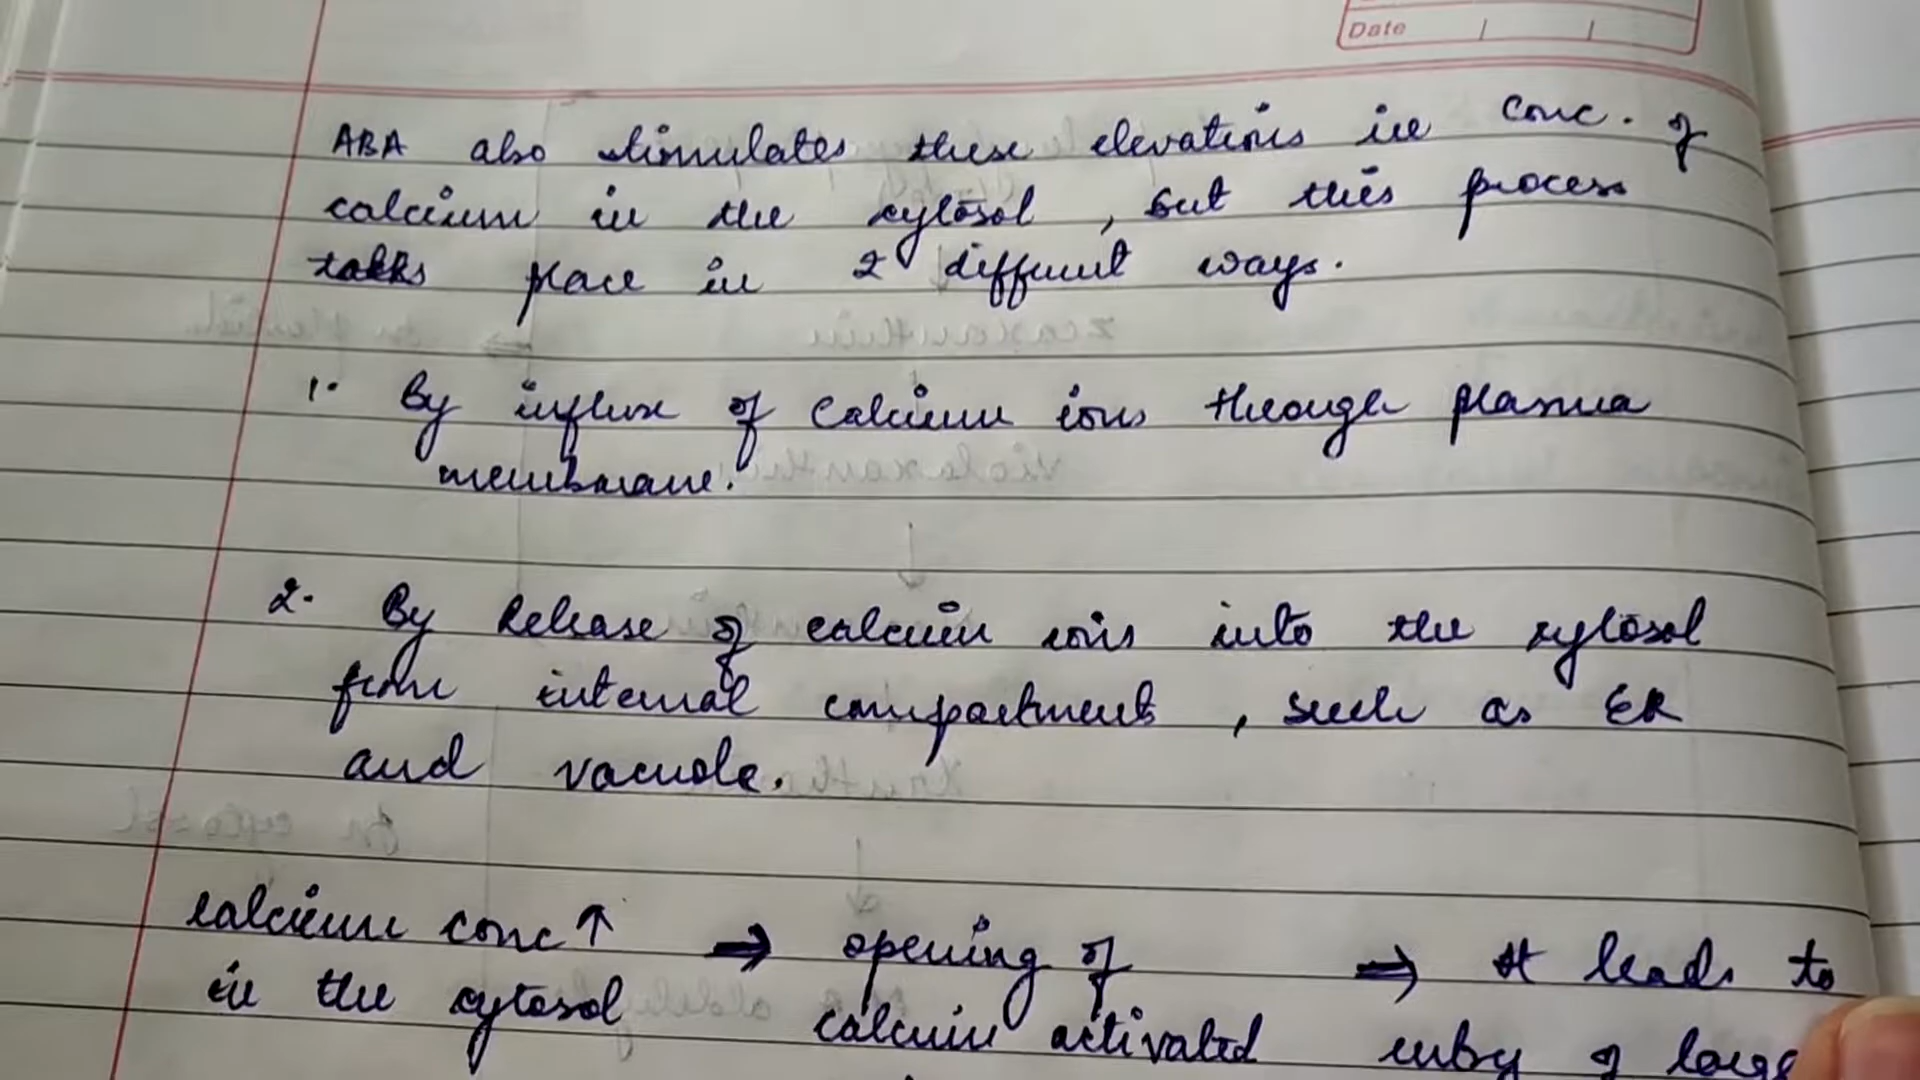 Date
ABA also stimulates these elevations in conc. of
calcium in the cytosol, but this process
takes place in 2 different ways.
1. By influx of Calcium ions through plasma
membrane.
2. By Release of calcium ions into the cytosol
from internal compartments, such as ER
and vacuole.
calcium conc ↑ ⇒ opening of ⇒ It leads to
in the cytosol calcium activated entry of large